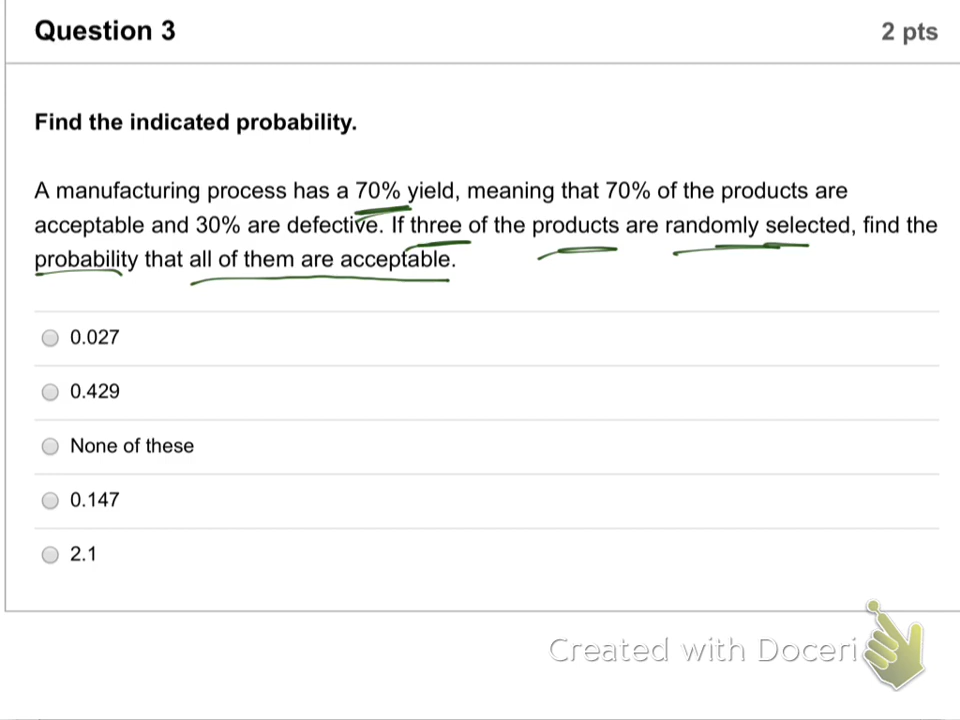 Question 3
2 pts
Find the indicated probability.
A manufacturing process has a 70% yield, meaning that 70% of the products are
acceptable and 30% are defective. If three of the products are randomly selected, find the
probability that all of them are acceptable.
0.027
0.429
None of these
0.147
2.1
Created with Doceri